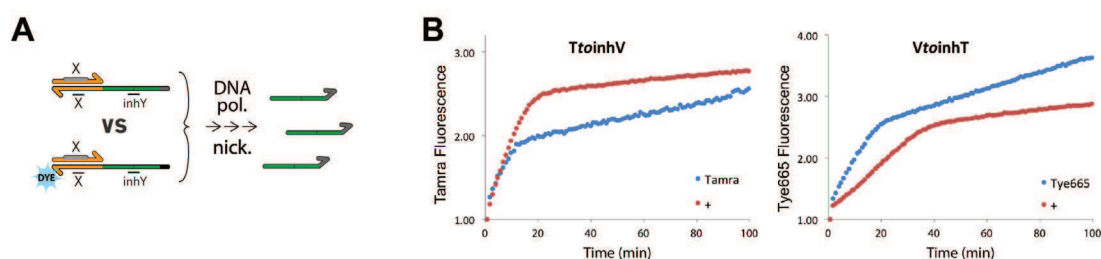 A
X
X̄
inhY
VS
X
DYE
X̄
inhY
DNA
pol.
nick.
B
TtoinhV
Tamra Fluorescence
3.00
2.00
1.00
0 20 40 60 80 100
Time (min)
Tamra
+
VtoinhT
Tye665 Fluorescence
4.00
3.00
2.00
1.00
0 20 40 60 80 100
Time (min)
Tye665
+